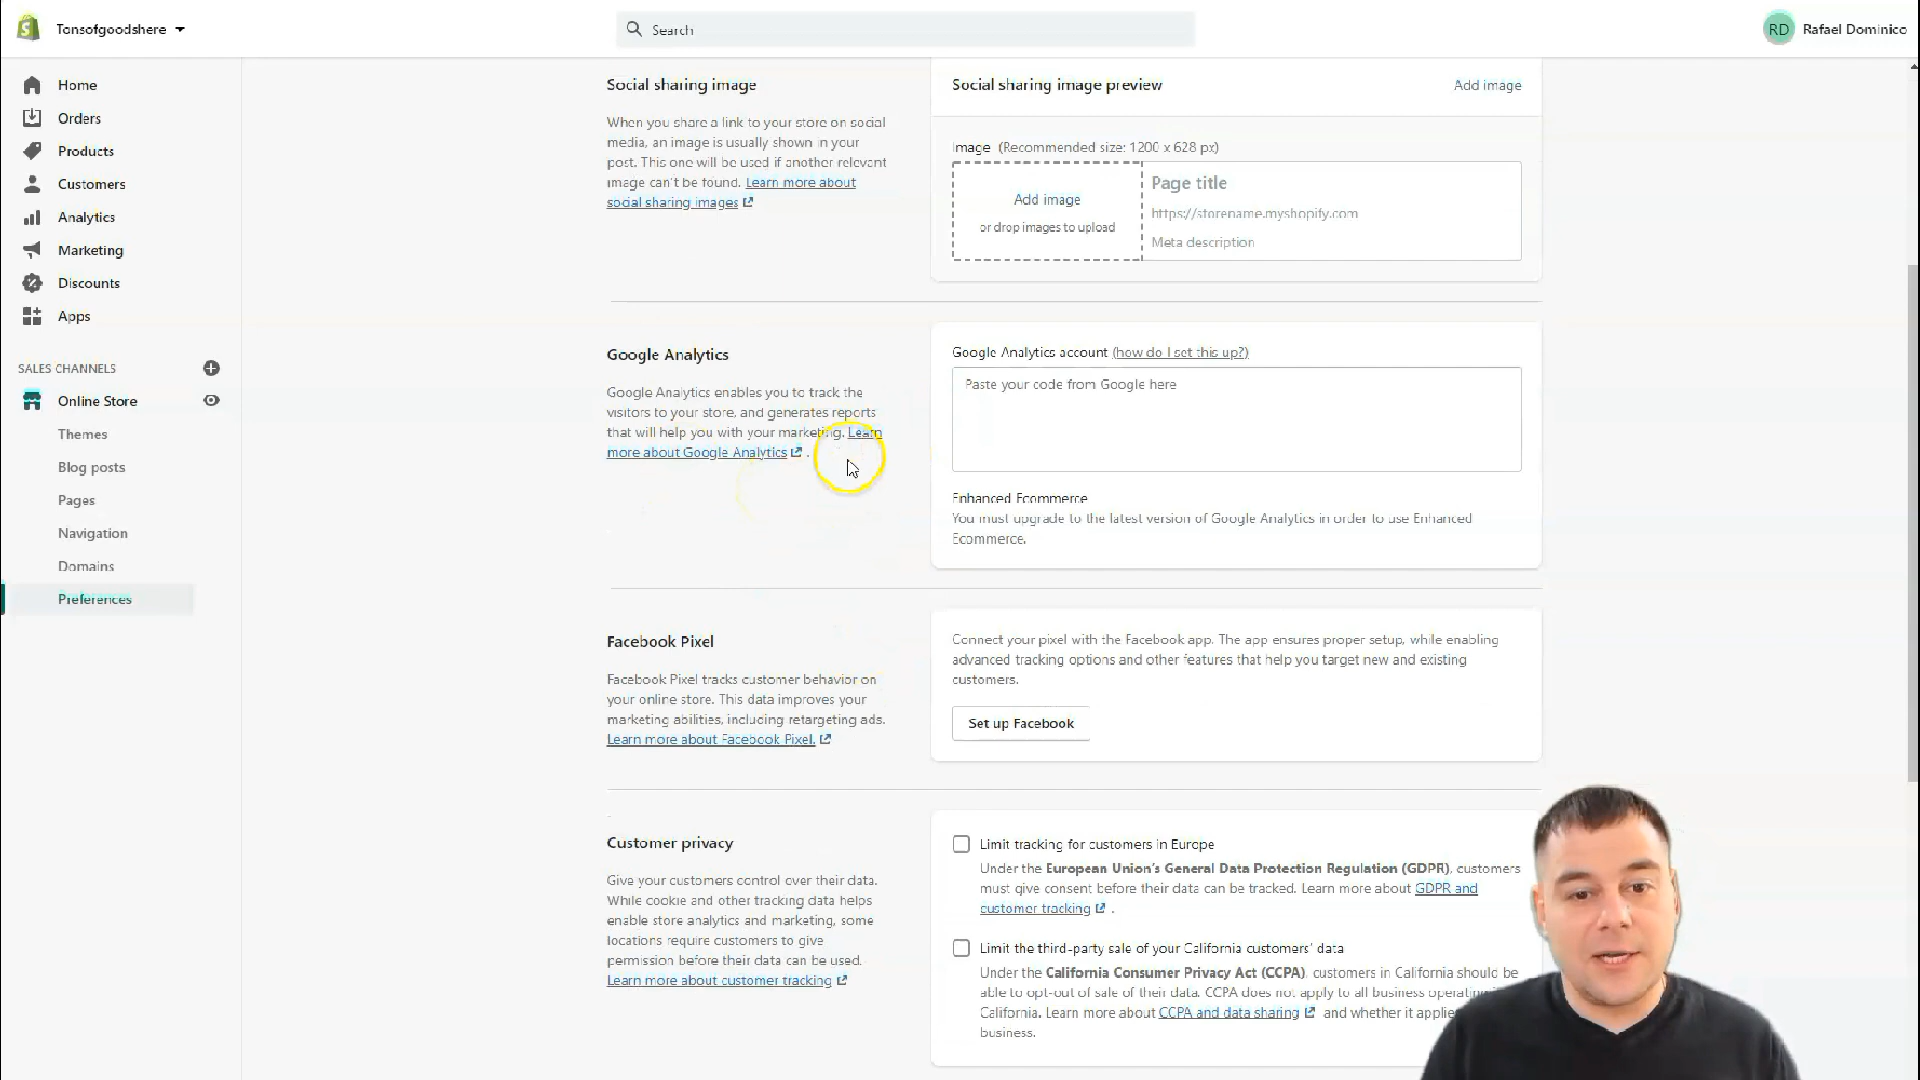 Tonsofgoodshere
Search
RD Rafael Dominico
Home
Orders
Products
Customers
Analytics
Marketing
Discounts
Apps
SALES CHANNELS
Online Store
Themes
Blog posts
Pages
Navigation
Domains
Preferences
Social sharing image
When you share a link to your store on social
media, an image is usually shown in your
post. This one will be used if another relevant
image can't be found. Learn more about
social sharing images
Social sharing image preview
Add image
Image (Recommended size: 1200 x 628 px)
Add image
or drop images to upload
Page title
https://storename.myshopify.com
Meta description
Google Analytics
Google Analytics enables you to track the
visitors to your store, and generates reports
that will help you with your marketing. Learn
more about Google Analytics .
Google Analytics account (how do I set this up?)
Paste your code from Google here
Enhanced Ecommerce
You must upgrade to the latest version of Google Analytics in order to use Enhanced
Ecommerce.
Facebook Pixel
Facebook Pixel tracks customer behavior on
your online store. This data improves your
marketing abilities, including retargeting ads.
Learn more about Facebook Pixel.
Connect your pixel with the Facebook app. The app ensures proper setup, while enabling
advanced tracking options and other features that help you target new and existing
customers.
Set up Facebook
Customer privacy
Give your customers control over their data.
While cookie and other tracking data helps
enable store analytics and marketing, some
locations require customers to give
permission before their data can be used.
Learn more about customer tracking
Limit tracking for customers in Europe
Under the European Union's General Data Protection Regulation (GDPR), customers
must give consent before their data can be tracked. Learn more about GDPR and
customer tracking .
Limit the third-party sale of your California customers' data
Under the California Consumer Privacy Act (CCPA), customers in California should be
able to opt-out of sale of their data. CCPA does not apply to all business operating
California. Learn more about CCPA and data sharing and whether it applie
business.